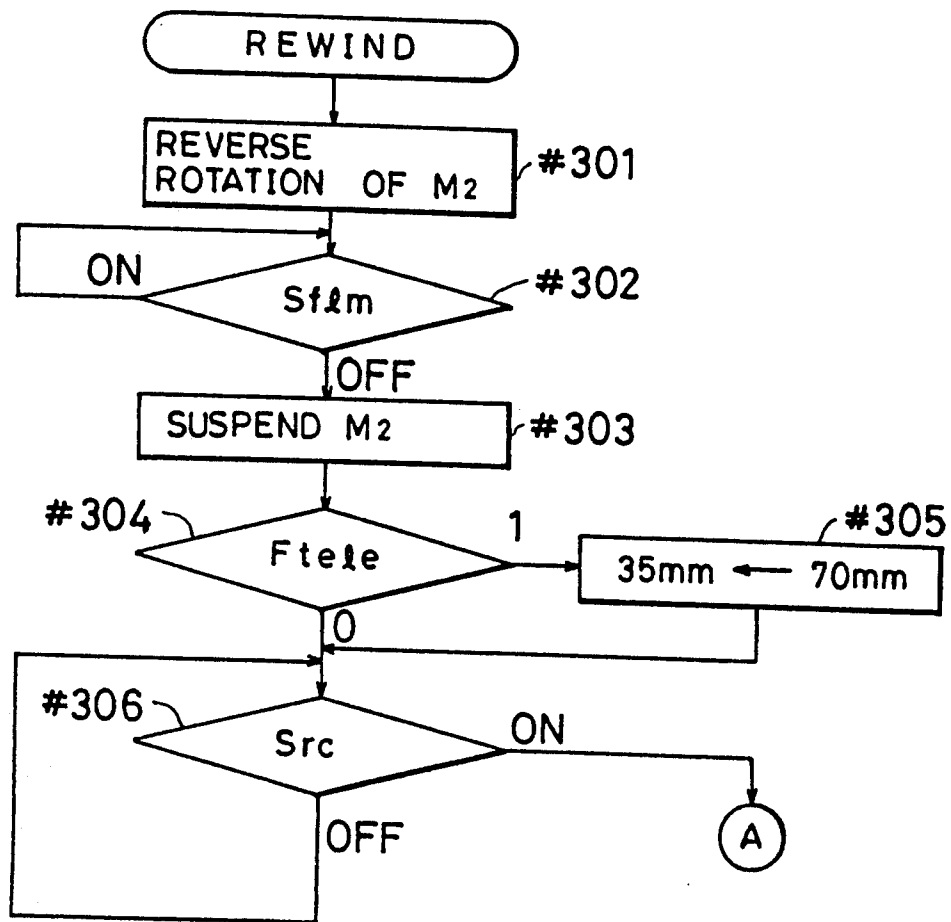 REWIND
REVERSE
ROTATION OF M2
#301
ON
Sflm
#302
OFF
SUSPEND M2
#303
#304
Ftele
1
#305
35mm ← 70mm
0
#306
Src
ON
OFF
A